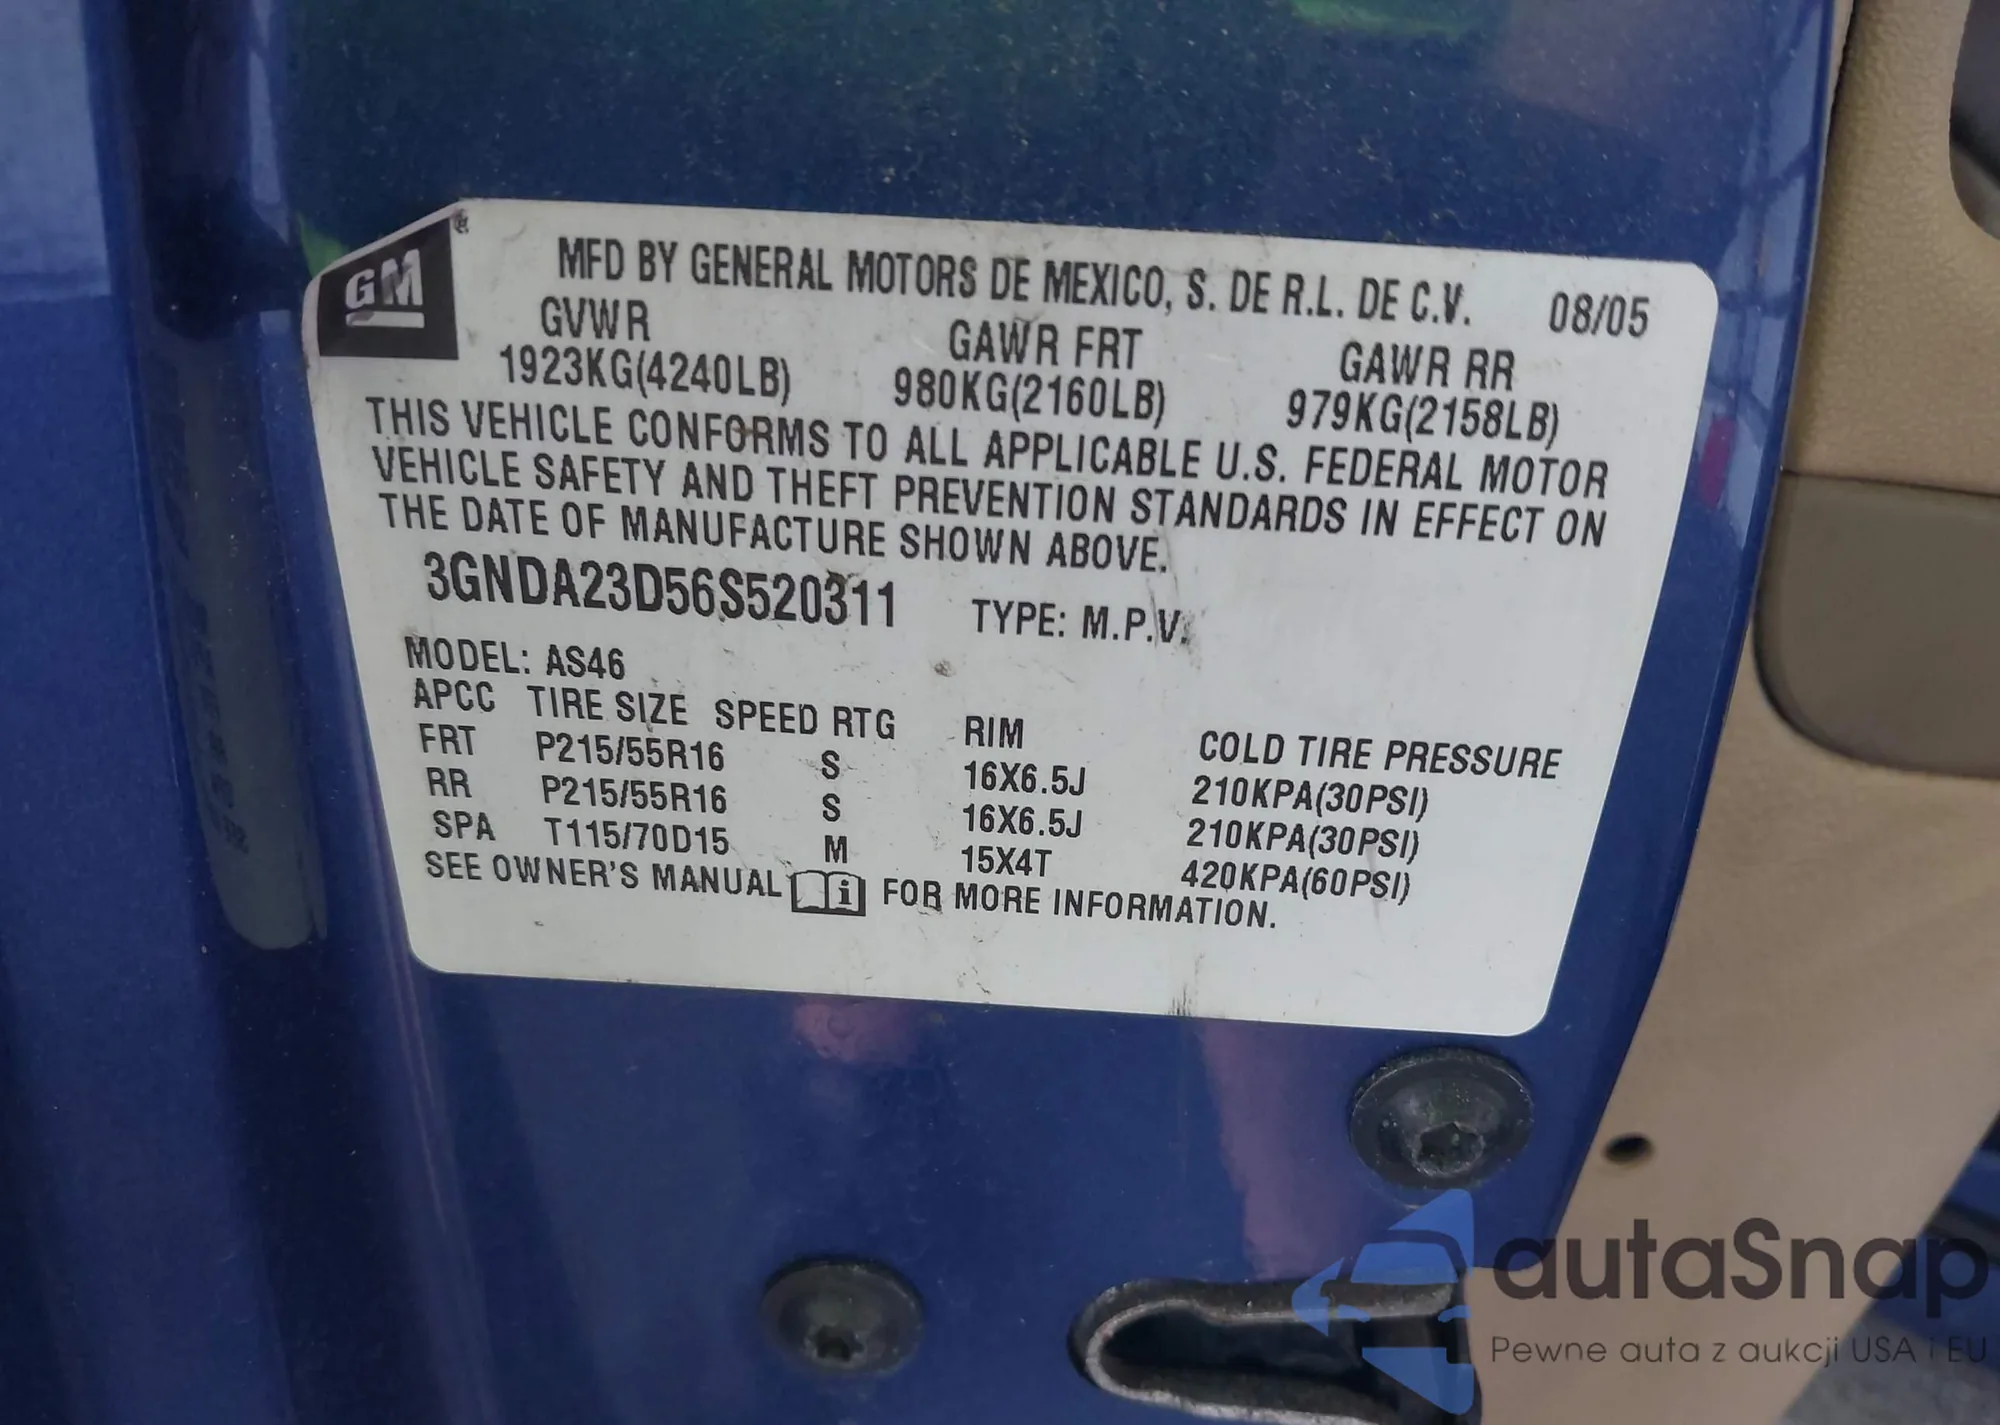 GM ®
MFD BY GENERAL MOTORS DE MEXICO, S. DE R.L. DE C.V. 08/05
GVWR GAWR FRT GAWR RR
1923KG(4240LB) 980KG(2160LB) 979KG(2158LB)
THIS VEHICLE CONFORMS TO ALL APPLICABLE U.S. FEDERAL MOTOR
VEHICLE SAFETY AND THEFT PREVENTION STANDARDS IN EFFECT ON
THE DATE OF MANUFACTURE SHOWN ABOVE.
3GNDA23D56S520311 TYPE: M.P.V.
MODEL: AS46
APCC TIRE SIZE SPEED RTG RIM COLD TIRE PRESSURE
FRT P215/55R16 S 16X6.5J 210KPA(30PSI)
RR P215/55R16 S 16X6.5J 210KPA(30PSI)
SPA T115/70D15 M 15X4T 420KPA(60PSI)
SEE OWNER'S MANUAL i FOR MORE INFORMATION.
autaSnap
Pewne auta z aukcji USA i EU